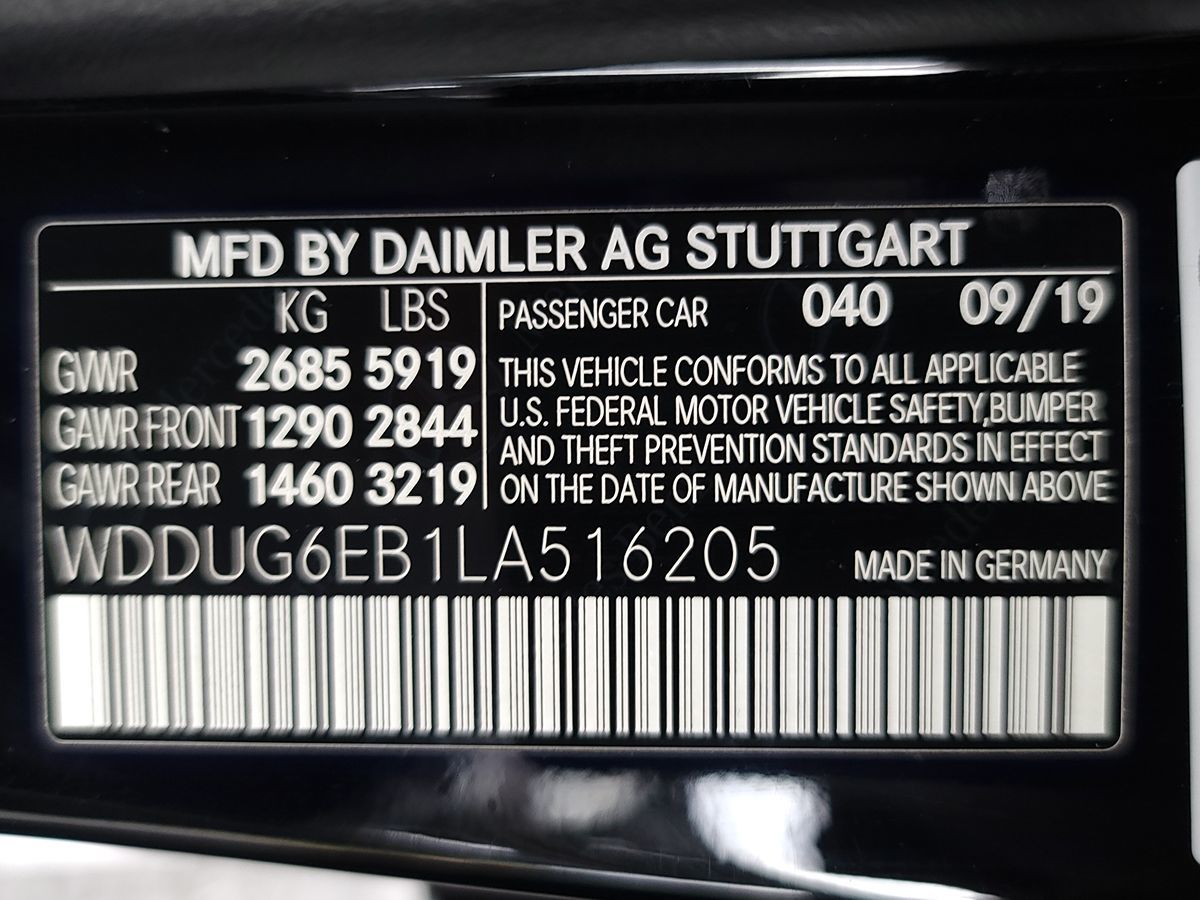 MFD BY DAIMLER AG STUTTGART
KG LBS
GVWR 2685 5919
GAWR FRONT 1290 2844
GAWR REAR 1460 3219
PASSENGER CAR 040 09/19
THIS VEHICLE CONFORMS TO ALL APPLICABLE
U.S. FEDERAL MOTOR VEHICLE SAFETY,BUMPER
AND THEFT PREVENTION STANDARDS IN EFFECT
ON THE DATE OF MANUFACTURE SHOWN ABOVE
WDDUG6EB1LA516205 MADE IN GERMANY